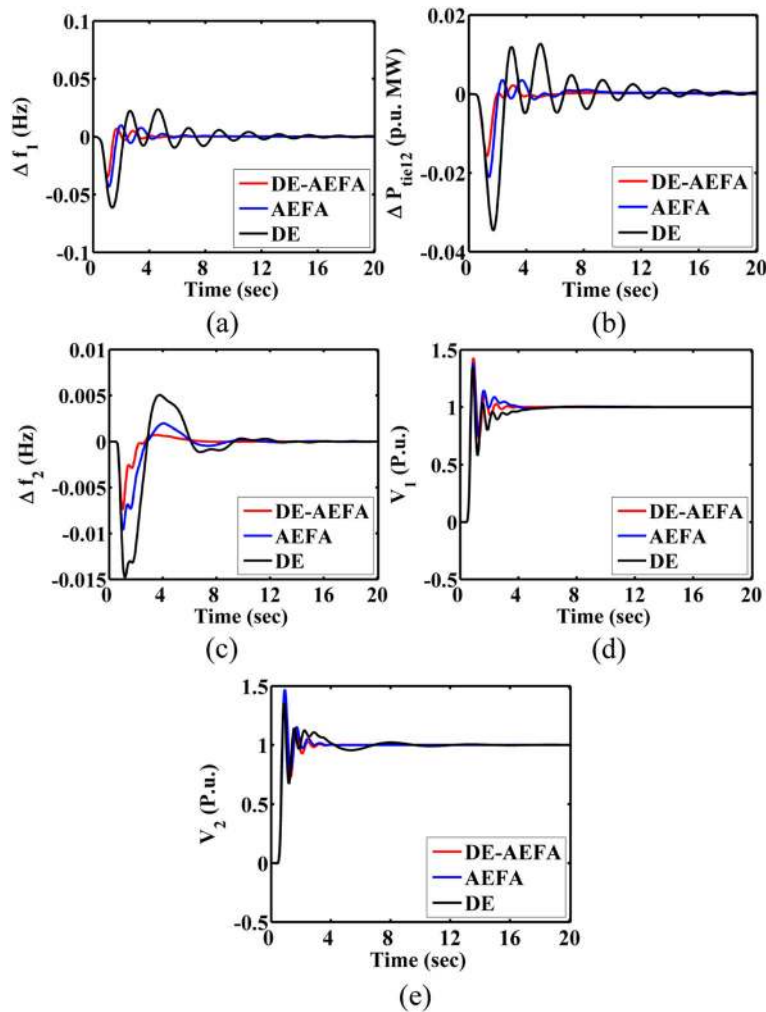 0.1
0.05
0
-0.05
-0.1
Δ f1 (Hz)
DE-AEFA
AEFA
DE
0 4 8 12 16 20
Time (sec)
(a)
0.02
0
-0.02
-0.04
Δ Ptie12 (p.u. MW)
DE-AEFA
AEFA
DE
0 4 8 12 16 20
Time (sec)
(b)
0.01
0.005
0
-0.005
-0.01
-0.015
Δ f2 (Hz)
DE-AEFA
AEFA
DE
0 4 8 12 16 20
Time (sec)
(c)
1.5
1
0.5
0
-0.5
V1 (P.u.)
DE-AEFA
AEFA
DE
0 4 8 12 16 20
Time (sec)
(d)
1.5
1
0.5
0
-0.5
V2 (P.u.)
DE-AEFA
AEFA
DE
0 4 8 12 16 20
Time (sec)
(e)